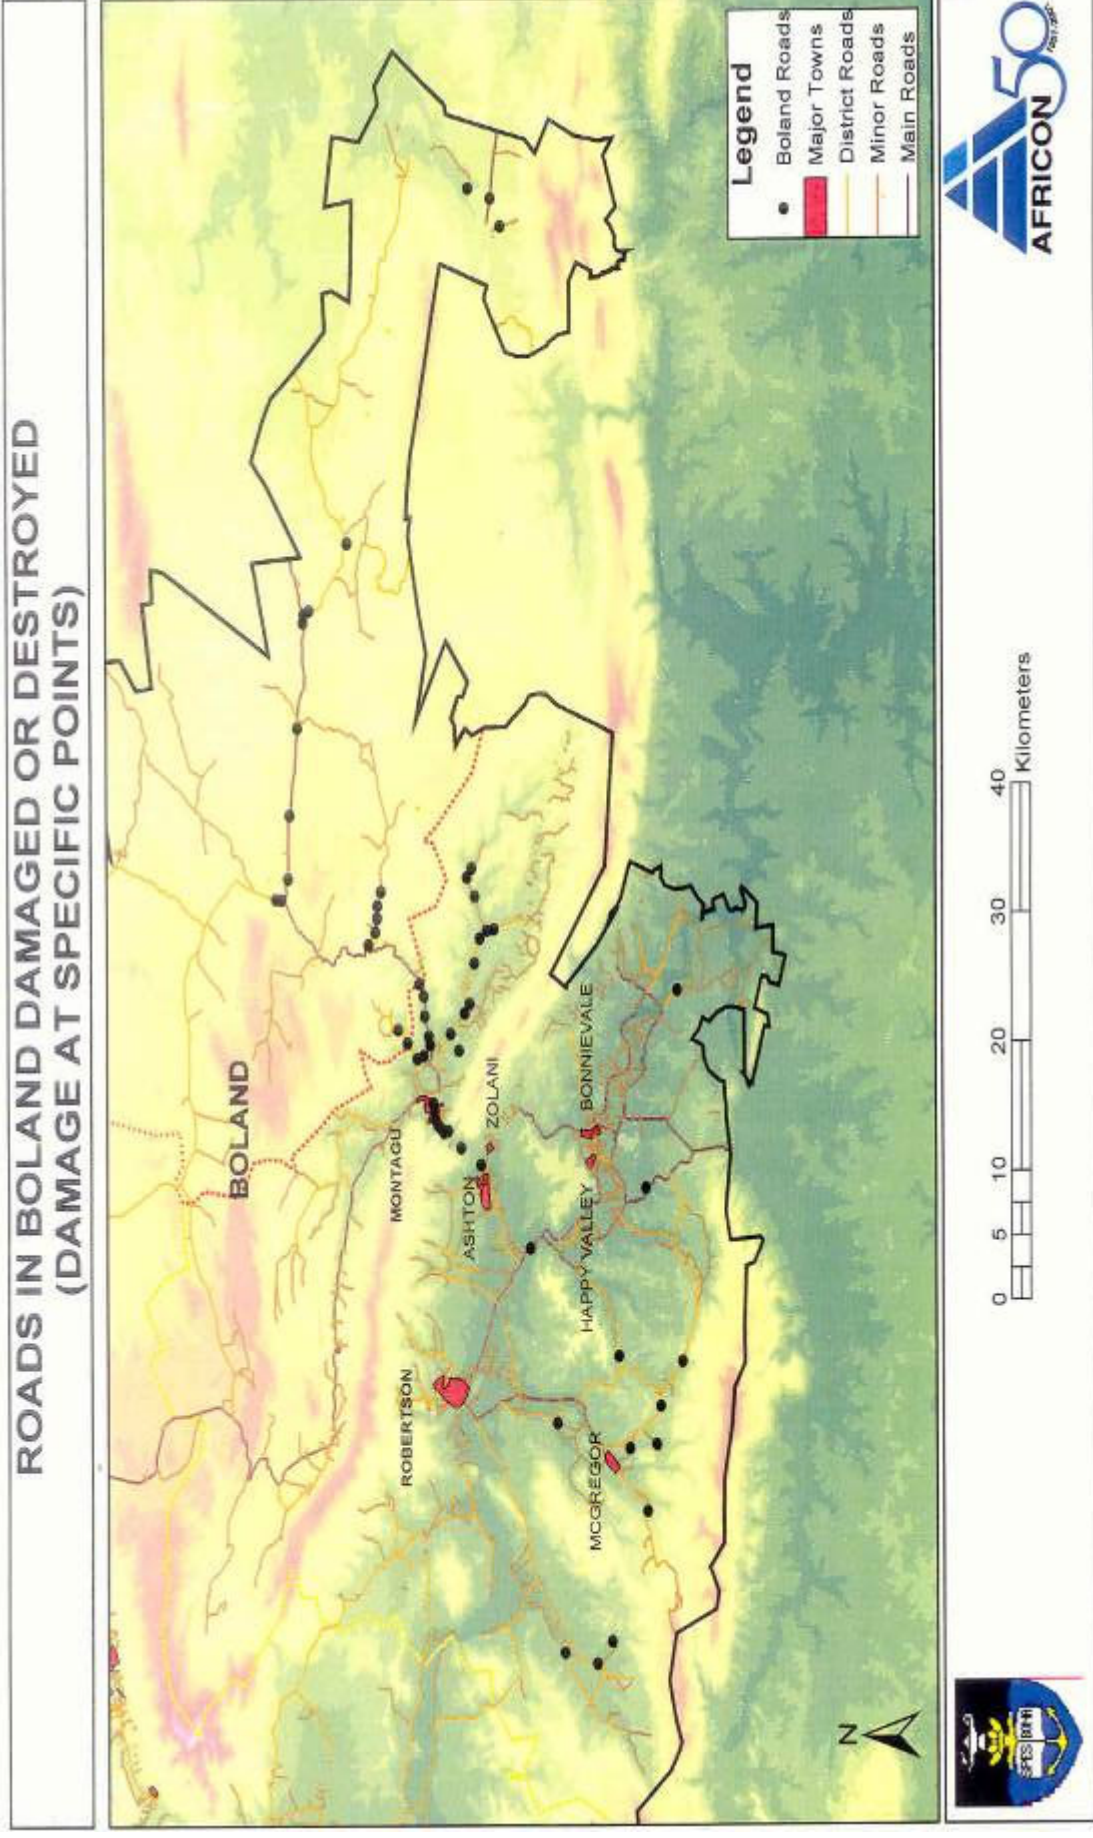 ROADS IN BOLAND DAMAGED OR DESTROYED
(DAMAGE AT SPECIFIC POINTS)
BOLAND
MONTAGU
ZOLANI
ASHTON
ROBERTSON
BONNIEVALE
HAPPY VALLEY
MCGREGOR
Legend
Boland Roads
Major Towns
District Roads
Minor Roads
Main Roads
N
0 5 10 20 30 40
Kilometers
SPES BONA
AFRICON
50